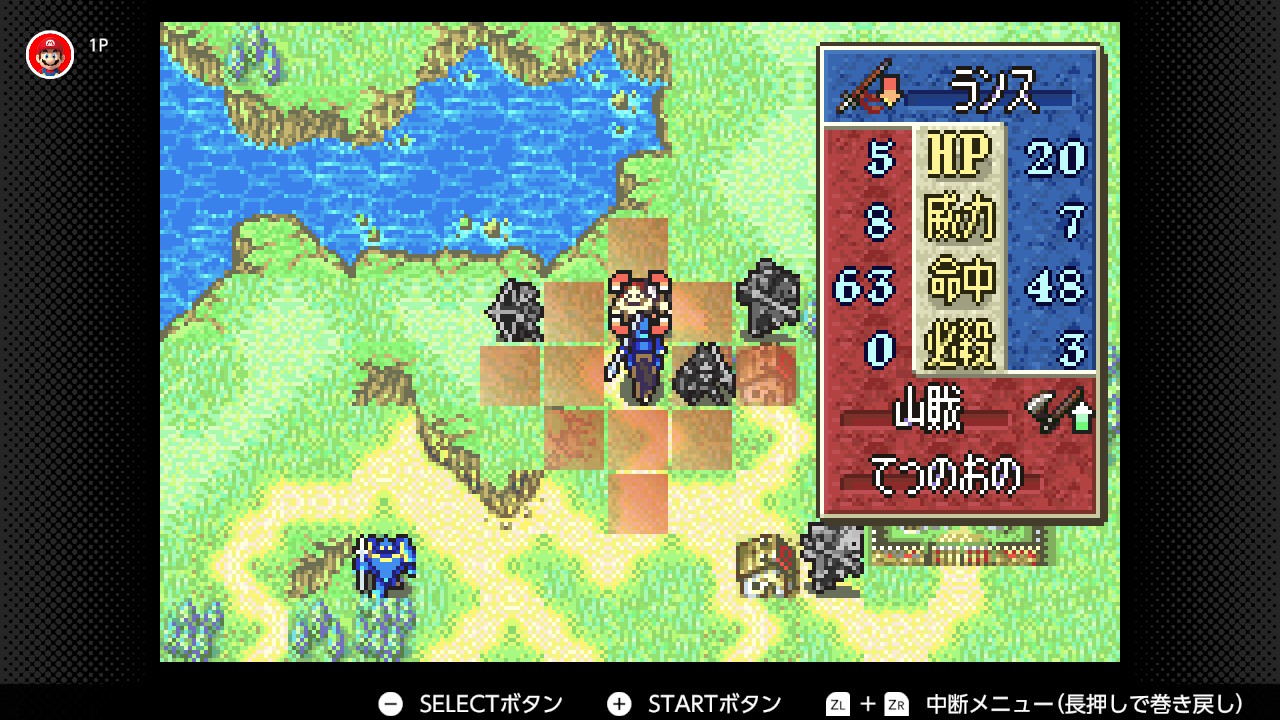 1P
ランス
5 HP 20
8 威力 7
63 命中 48
0 必殺 3
山賊
てつのおの
SELECTボタン
STARTボタン
ZL + ZR 中断メニュー(長押しで巻き戻し)